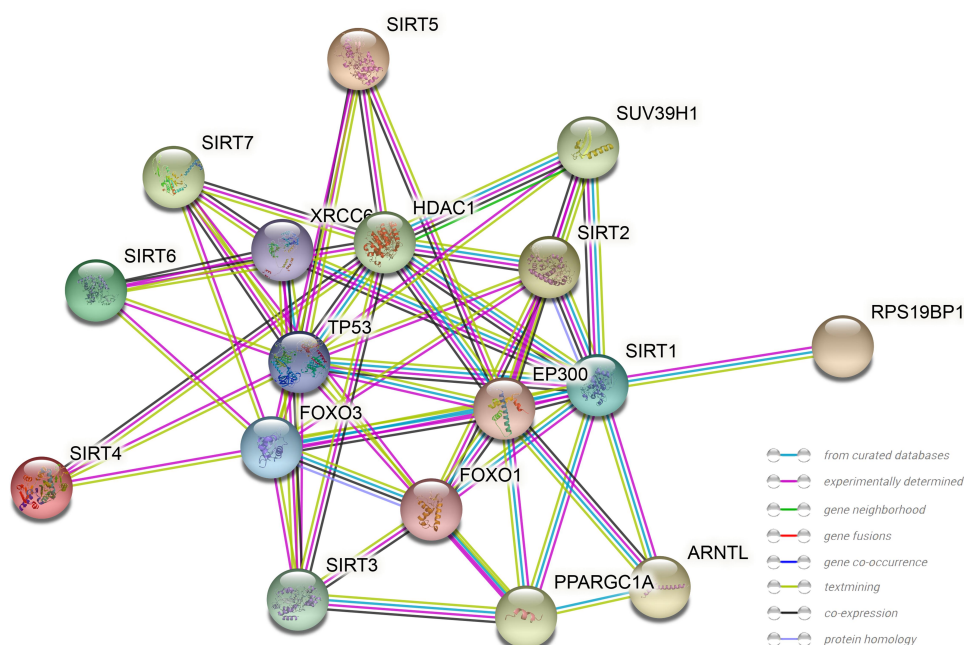 SIRT5
SUV39H1
SIRT7
XRCC6
HDAC1
SIRT2
SIRT6
RPS19BP1
TP53
SIRT1
EP300
FOXO3
SIRT4
FOXO1
from curated databases
experimentally determined
gene neighborhood
gene fusions
gene co-occurrence
textmining
co-expression
protein homology
SIRT3
PPARGC1A
ARNTL